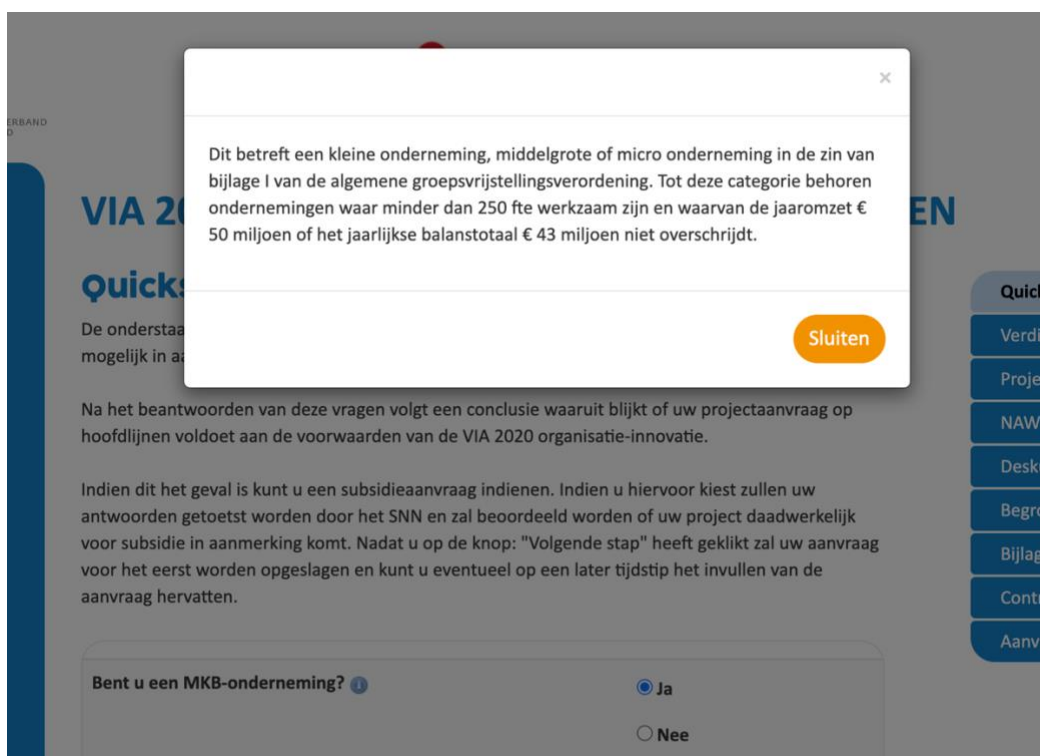 ×
ERBAND
D
Dit betreft een kleine onderneming, middelgrote of micro onderneming in de zin van
bijlage I van de algemene groepsvrijstellingsverordening. Tot deze categorie behoren
ondernemingen waar minder dan 250 fte werkzaam zijn en waarvan de jaaromzet €
50 miljoen of het jaarlijkse balanstotaal € 43 miljoen niet overschrijdt.
Sluiten
VIA 20
EN
Quicks
De onderstaa
mogelijk in aa
Na het beantwoorden van deze vragen volgt een conclusie waaruit blijkt of uw projectaanvraag op
hoofdlijnen voldoet aan de voorwaarden van de VIA 2020 organisatie-innovatie.
Indien dit het geval is kunt u een subsidieaanvraag indienen. Indien u hiervoor kiest zullen uw
antwoorden getoetst worden door het SNN en zal beoordeeld worden of uw project daadwerkelijk
voor subsidie in aanmerking komt. Nadat u op de knop: "Volgende stap" heeft geklikt zal uw aanvraag
voor het eerst worden opgeslagen en kunt u eventueel op een later tijdstip het invullen van de
aanvraag hervatten.
Bent u een MKB-onderneming?
Ja
Nee
Quick
Verdi
Proje
NAW
Desk
Begro
Bijlag
Contr
Aanv